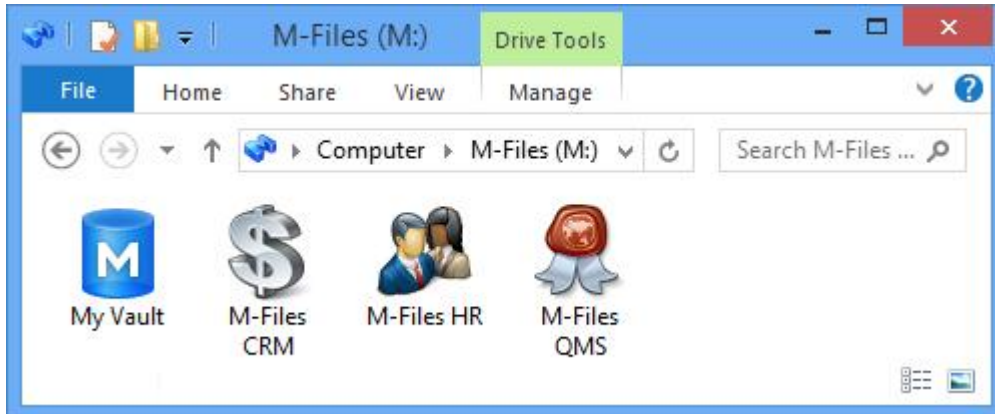 M-Files (M:)
Drive Tools
File Home Share View Manage
Computer M-Files (M:) Search M-Files ...
M
My Vault M-Files M-Files HR M-Files
CRM QMS